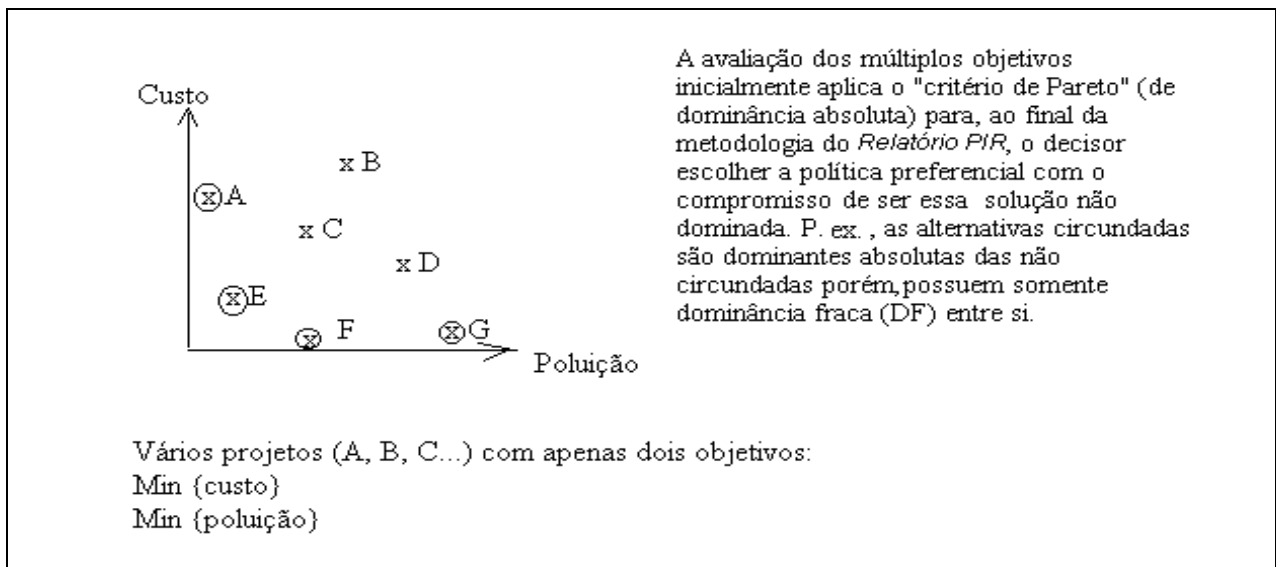 Custo
x B
x A
x C
x D
x E
x F
x G
Poluição
A avaliação dos múltiplos objetivos
inicialmente aplica o "critério de Pareto" (de
dominância absoluta) para, ao final da
metodologia do Relatório PIR, o decisor
escolher a política preferencial com o
compromisso de ser essa solução não
dominada. P. ex. , as alternativas circundadas
são dominantes absolutas das não
circundadas porém,possuem somente
dominância fraca (DF) entre si.
Vários projetos (A, B, C...) com apenas dois objetivos:
Min {custo}
Min {poluição}